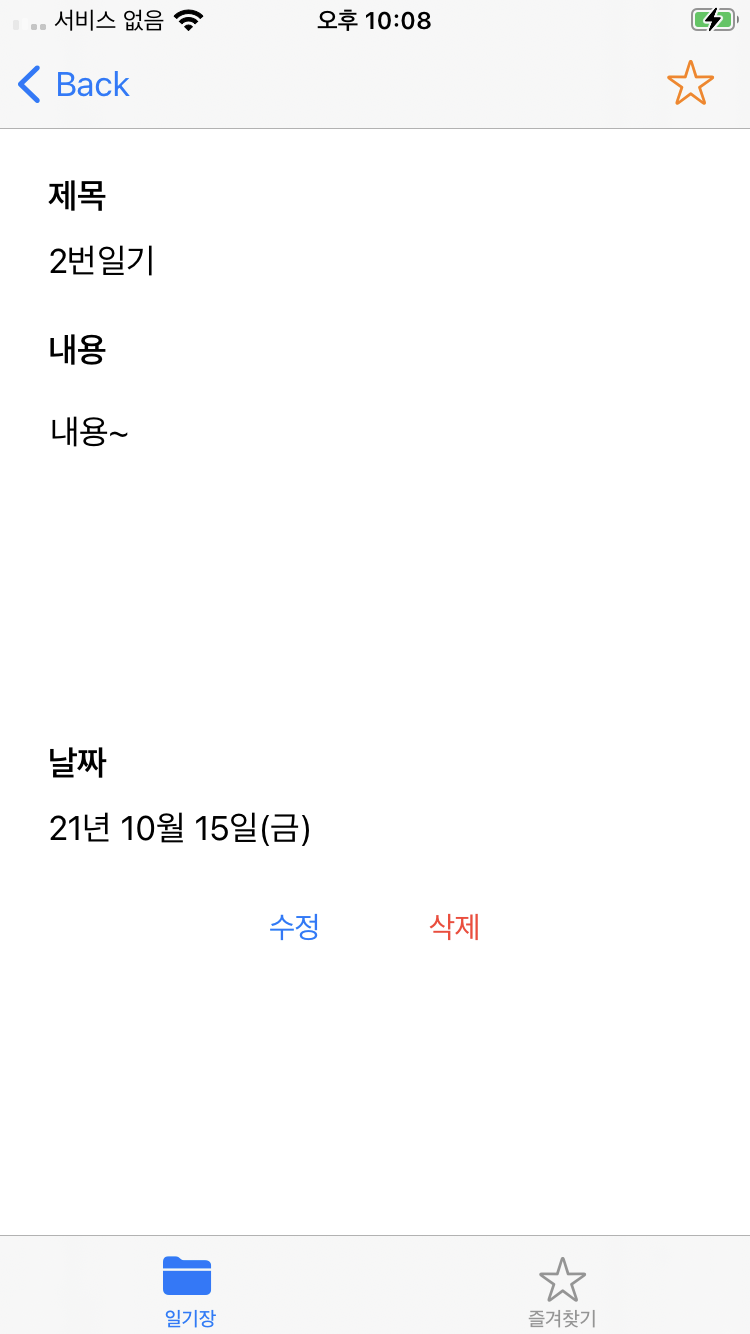 서비스 없음 오후 10:08
Back
제목
2번일기
내용
내용~
날짜
21년 10월 15일(금)
수정 삭제
일기장 즐겨찾기